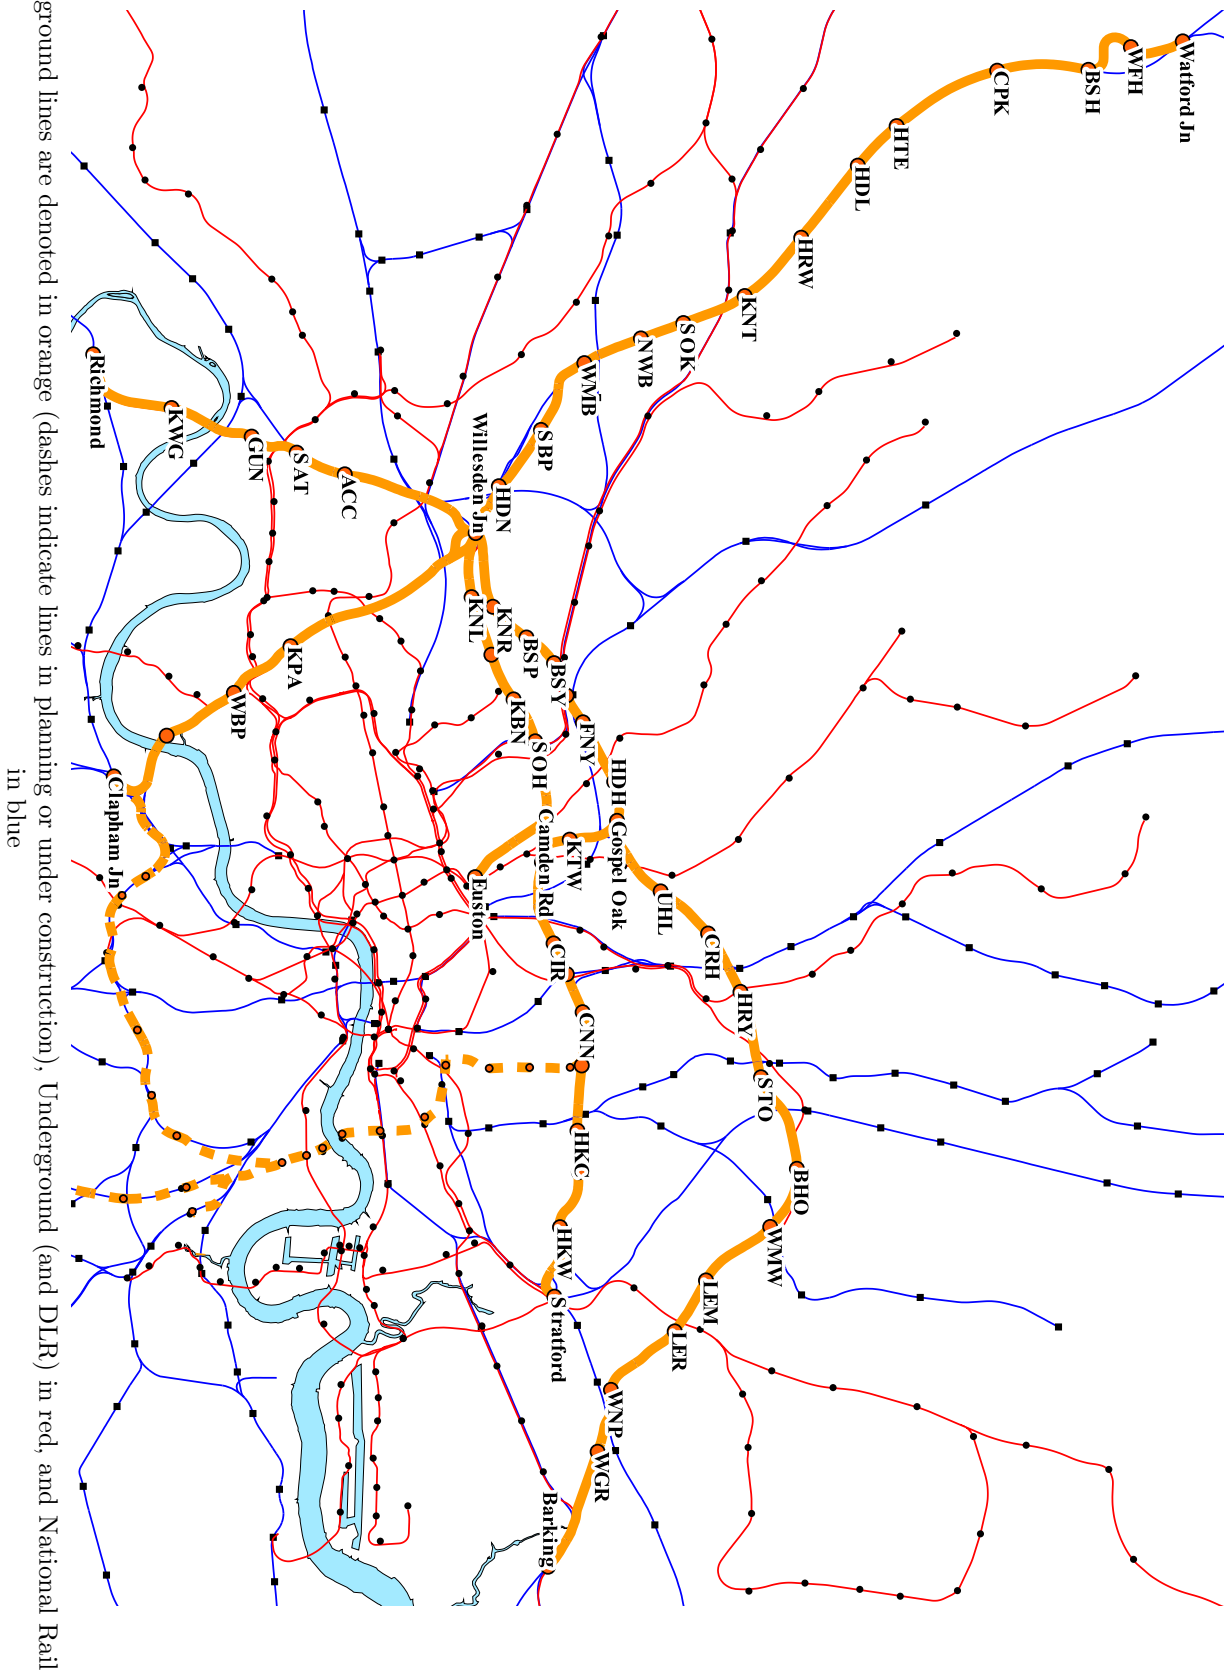 Watford Jn
WFH
BSH
CPK
HTE
HDL
HRW
KNT
SOK
NWB
WMB
SBP
HDN
Willesden Jn
Richmond
KWG
GUN
SAT
ACC
KNL
KNR
BSP
BSY
FNY
HDH
Gospel Oak
KPA
WBP
KBN
SOH
Camden Rd
KTW
Euston
Clapham Jn
UHL
CRH
HRY
STO
BHO
WMW
LEM
LER
WNP
WGR
Barking
CIR
CNN
HKC
HKW
Stratford
ground lines are denoted in orange (dashes indicate lines in planning or under construction), Underground (and DLR) in red, and National Rail
in blue